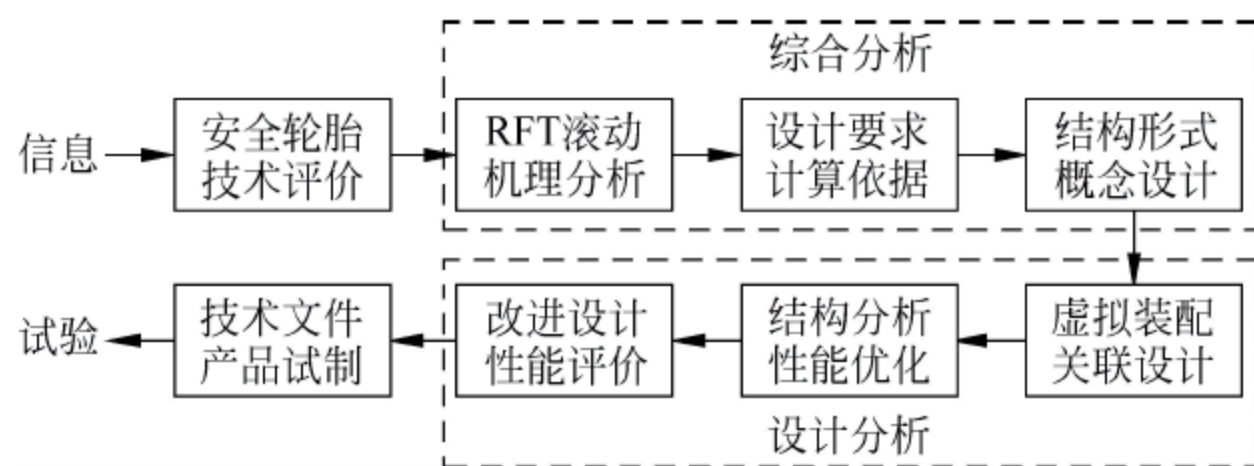 综合分析
信息
安全轮胎
技术评价
RFT滚动
机理分析
设计要求
计算依据
结构形式
概念设计
虚拟装配
关联设计
结构分析
性能优化
改进设计
性能评价
技术文件
产品试制
试验
设计分析